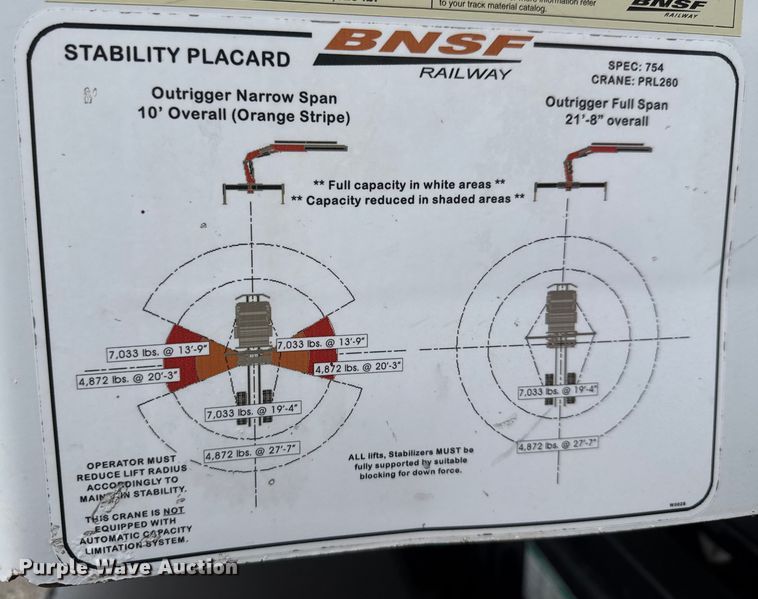 to your track material catalog.
BNSF
RAILWAY
STABILITY PLACARD
BNSF
RAILWAY
SPEC: 754
CRANE: PRL260
Outrigger Narrow Span
10' Overall (Orange Stripe)
Outrigger Full Span
21'-8" overall
** Full capacity in white areas **
** Capacity reduced in shaded areas **
7,033 lbs. @ 13'-9"
7,033 lbs. @ 13'-9"
4,872 lbs. @ 20'-3"
4,872 lbs. @ 20'-3"
7,033 lbs. @ 19'-4"
4,872 lbs. @ 27'-7"
7,033 lbs. @ 19'-4"
4,872 lbs. @ 27'-7"
OPERATOR MUST
REDUCE LIFT RADIUS
ACCORDINGLY TO
MAINTAIN STABILITY.
THIS CRANE IS NOT
EQUIPPED WITH
AUTOMATIC CAPACITY
LIMITATION SYSTEM.
ALL lifts, Stabilizers MUST be
fully supported by suitable
blocking for down force.
W0028
Purple Wave Auction